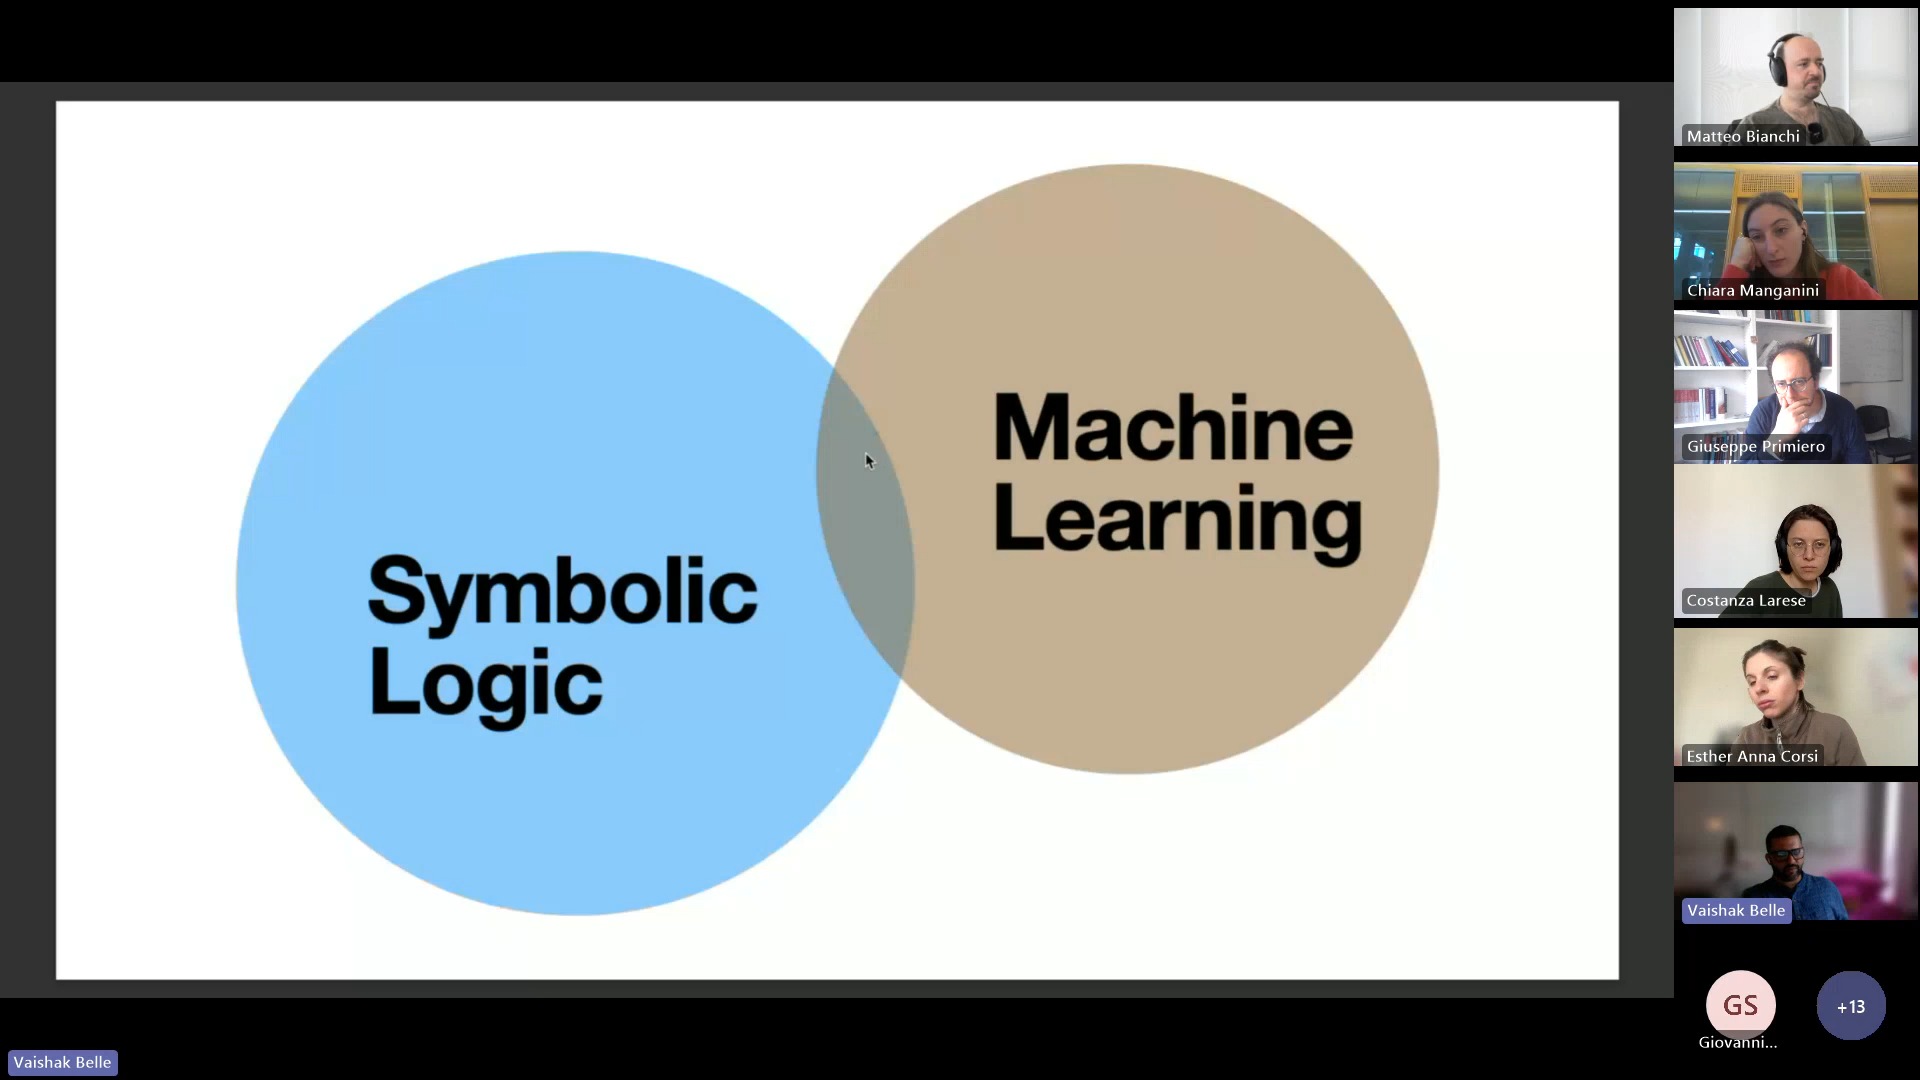 Machine
Learning
Symbolic
Logic
Matteo Bianchi
Chiara Manganini
Giuseppe Primiero
Costanza Larese
Esther Anna Corsi
Vaishak Belle
GS
+13
Giovanni...
Vaishak Belle